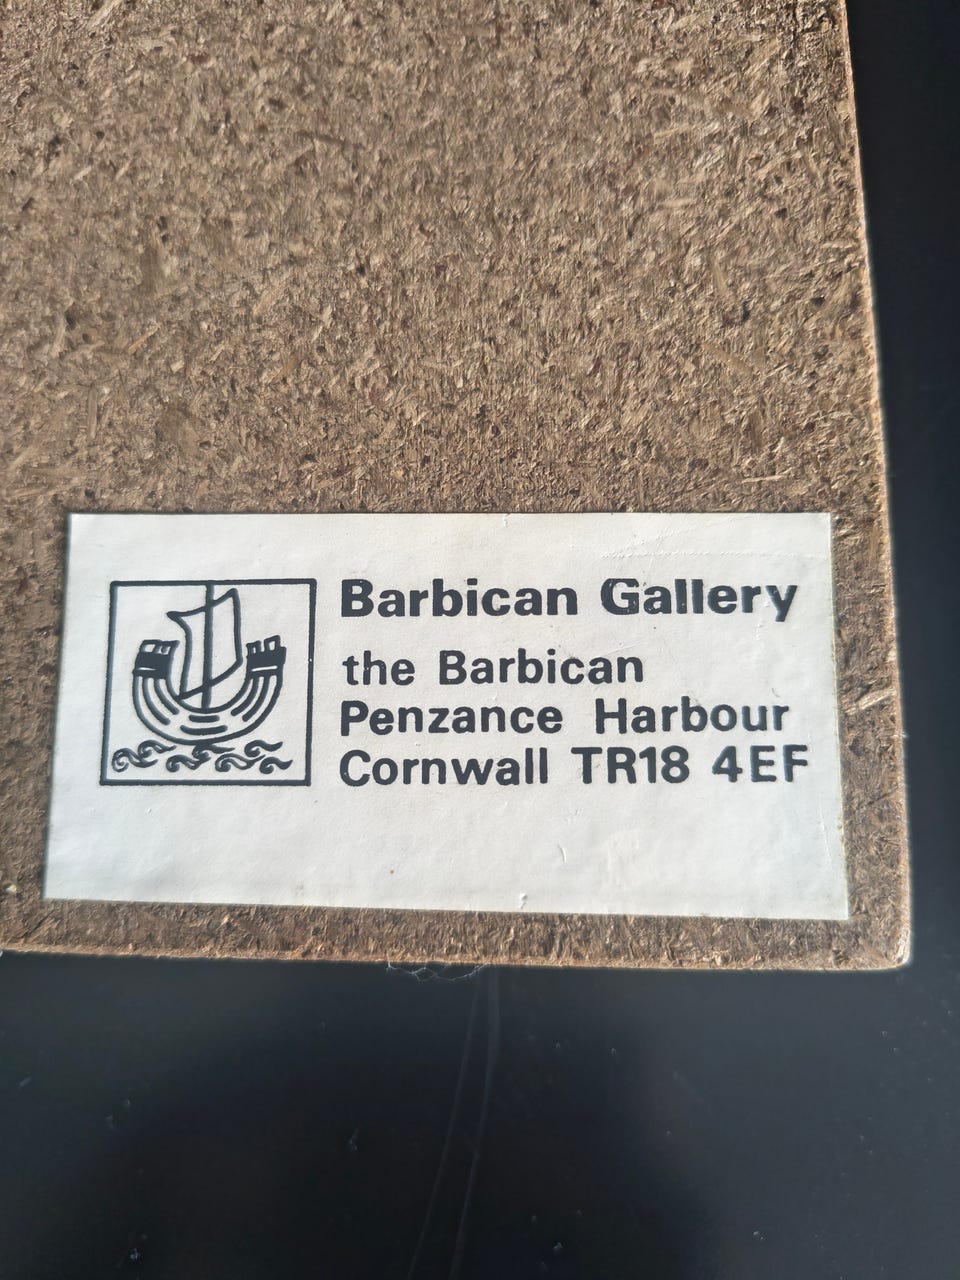 Barbican Gallery
the Barbican
Penzance Harbour
Cornwall TR18 4EF